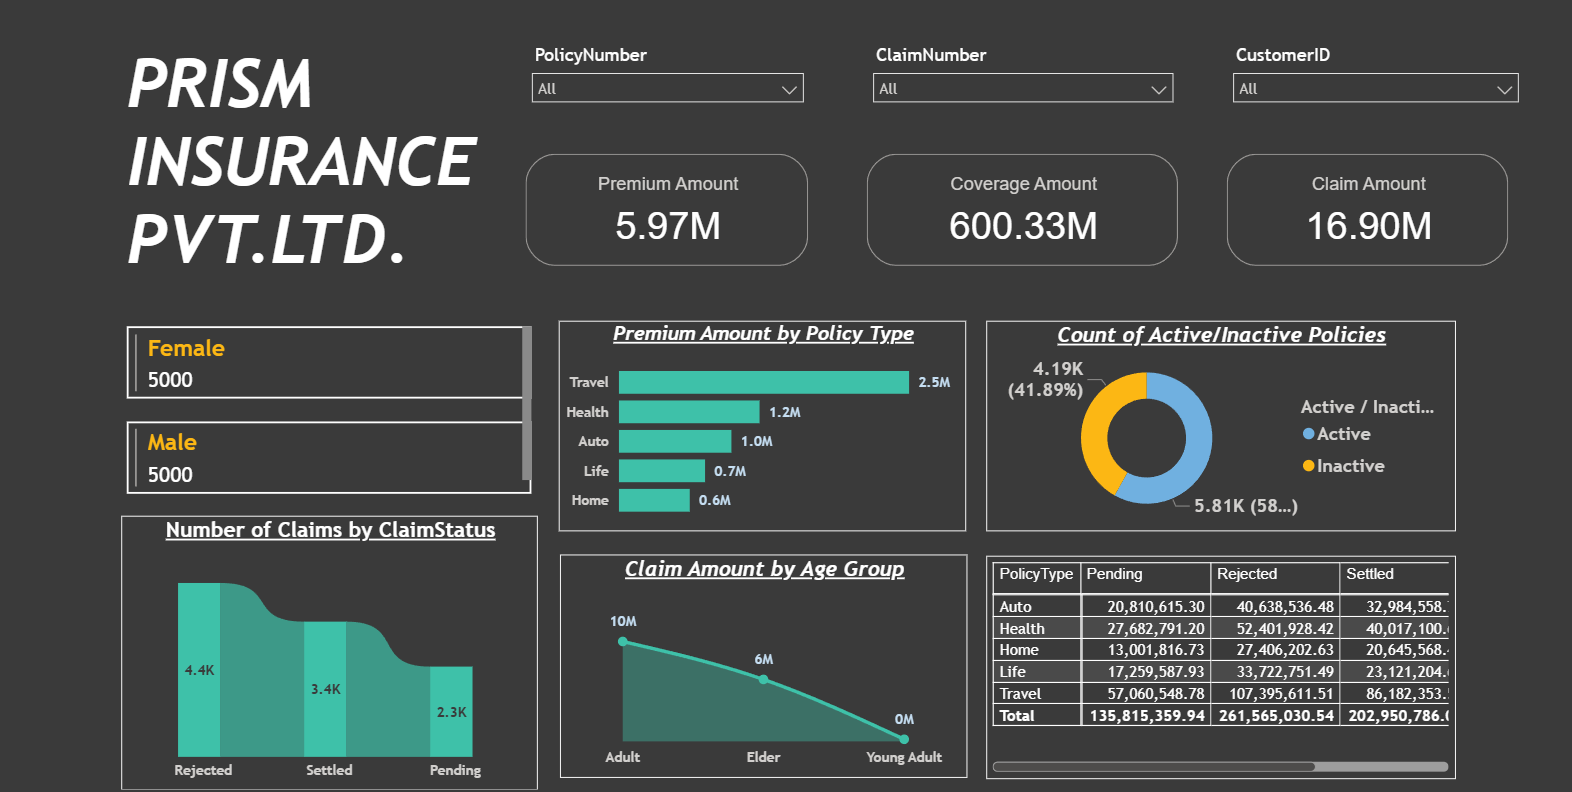 PRISM
INSURANCE
PVT.LTD.
PolicyNumber
All
ClaimNumber
All
CustomerID
All
Premium Amount
5.97M
Coverage Amount
600.33M
Claim Amount
16.90M
Female
5000
Male
5000
Premium Amount by Policy Type
Travel 2.5M
Health 1.2M
Auto 1.0M
Life 0.7M
Home 0.6M
Count of Active/Inactive Policies
4.19K
(41.89%)
5.81K (58...)
Active / Inacti...
Active
Inactive
Number of Claims by ClaimStatus
4.4K
3.4K
2.3K
Rejected Settled Pending
Claim Amount by Age Group
10M
6M
0M
Adult Elder Young Adult
PolicyType Pending Rejected Settled
Auto 20,810,615.30 40,638,536.48 32,984,558.
Health 27,682,791.20 52,401,928.42 40,017,100.
Home 13,001,816.73 27,406,202.63 20,645,568.
Life 17,259,587.93 33,722,751.49 23,121,204.
Travel 57,060,548.78 107,395,611.51 86,182,353.
Total 135,815,359.94 261,565,030.54 202,950,786.